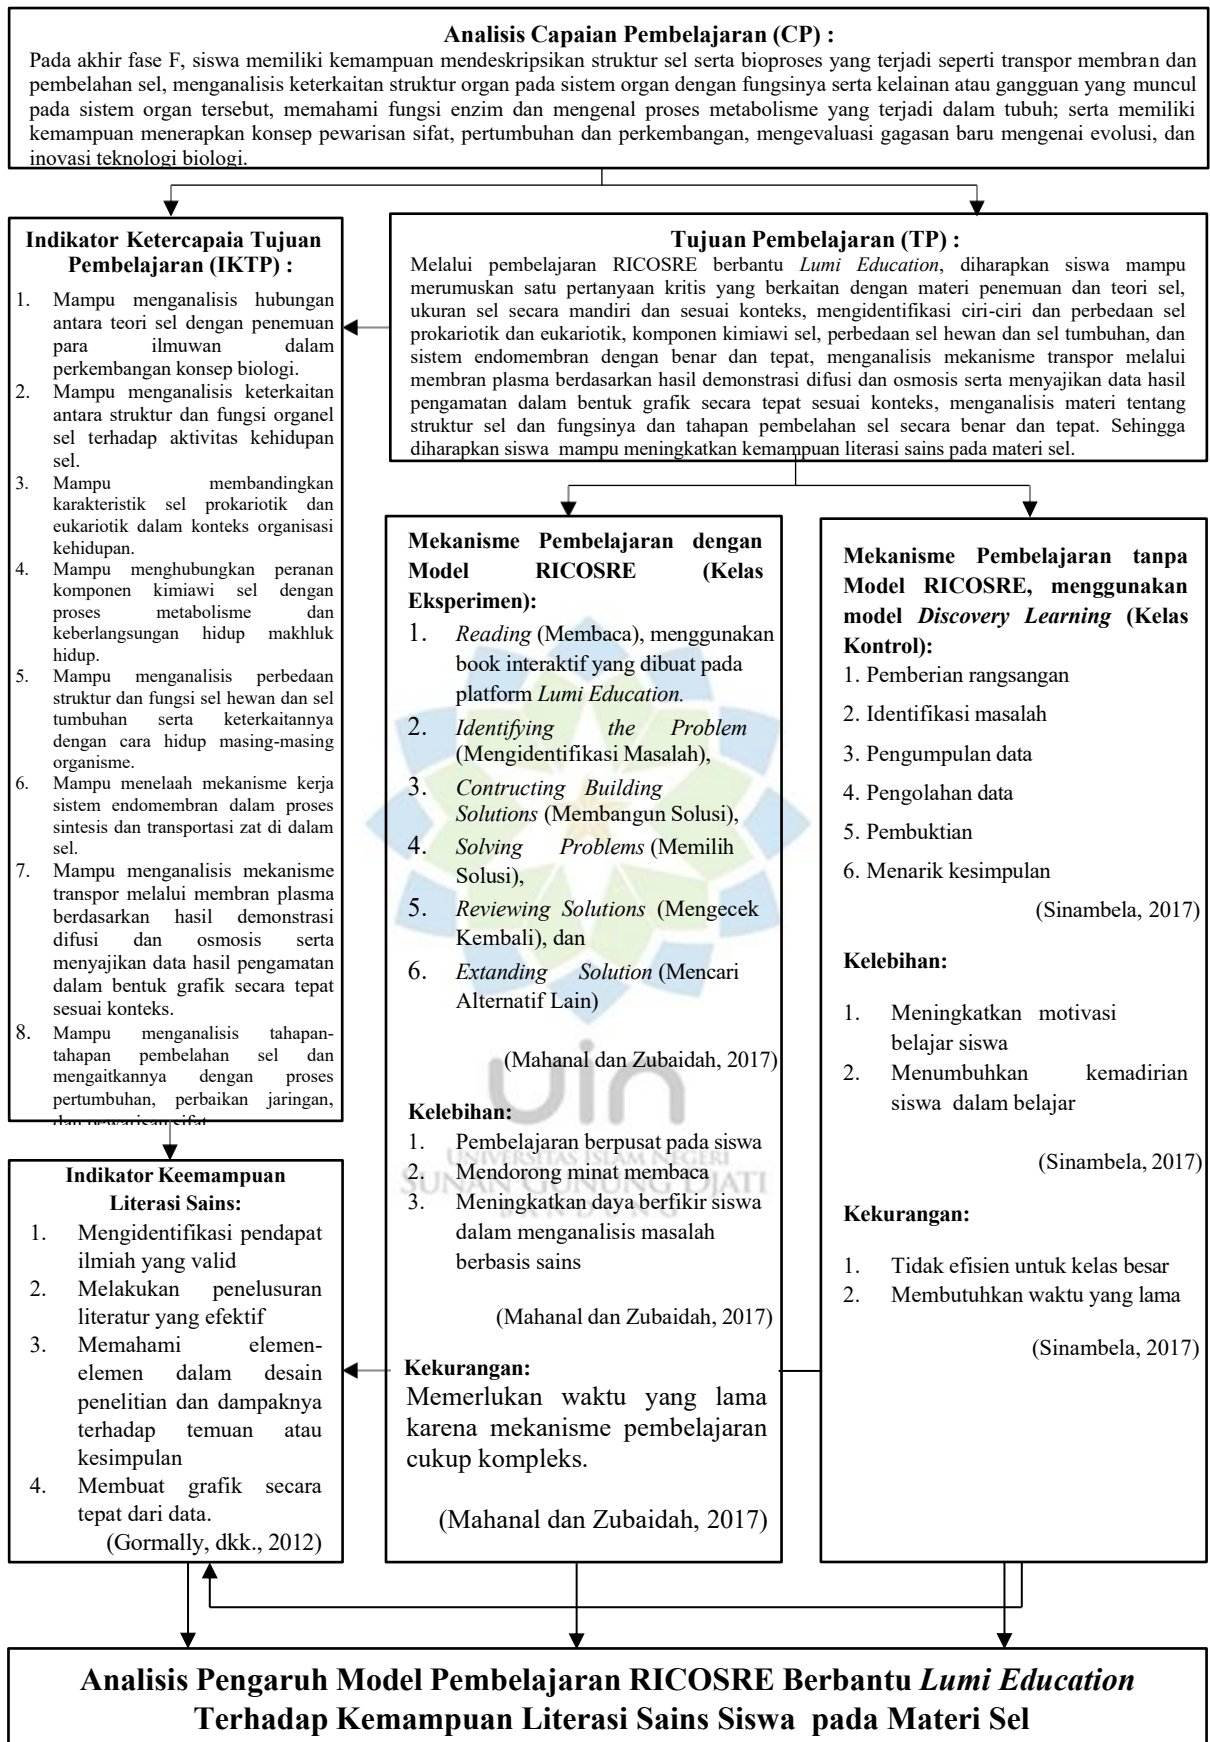 Analisis Capaian Pembelajaran (CP) :
Pada akhir fase F, siswa memiliki kemampuan mendeskripsikan struktur sel serta bioproses yang terjadi seperti transpor membran dan
pembelahan sel, menganalisis keterkaitan struktur organ pada sistem organ dengan fungsinya serta kelainan atau gangguan yang muncul
pada sistem organ tersebut, memahami fungsi enzim dan mengenal proses metabolisme yang terjadi dalam tubuh; serta memiliki
kemampuan menerapkan konsep pewarisan sifat, pertumbuhan dan perkembangan, mengevaluasi gagasan baru mengenai evolusi, dan
inovasi teknologi biologi.
Indikator Ketercapaia Tujuan
Pembelajaran (IKTP) :
1. Mampu menganalisis hubungan
antara teori sel dengan penemuan
para ilmuwan dalam
perkembangan konsep biologi.
2. Mampu menganalisis keterkaitan
antara struktur dan fungsi organel
sel terhadap aktivitas kehidupan
sel.
3. Mampu membandingkan
karakteristik sel prokariotik dan
eukariotik dalam konteks organisasi
kehidupan.
4. Mampu menghubungkan peranan
komponen kimiawi sel dengan
proses metabolisme dan
keberlangsungan hidup makhluk
hidup.
5. Mampu menganalisis perbedaan
struktur dan fungsi sel hewan dan sel
tumbuhan serta keterkaitannya
dengan cara hidup masing-masing
organisme.
6. Mampu menelaah mekanisme kerja
sistem endomembran dalam proses
sintesis dan transportasi zat di dalam
sel.
7. Mampu menganalisis mekanisme
transpor melalui membran plasma
berdasarkan hasil demonstrasi
difusi dan osmosis serta
menyajikan data hasil pengamatan
dalam bentuk grafik secara tepat
sesuai konteks.
8. Mampu menganalisis tahapan-
tahapan pembelahan sel dan
mengaitkannya dengan proses
pertumbuhan, perbaikan jaringan,
dan pewarisan sifat
Tujuan Pembelajaran (TP) :
Melalui pembelajaran RICOSRE berbantu Lumi Education, diharapkan siswa mampu
merumuskan satu pertanyaan kritis yang berkaitan dengan materi penemuan dan teori sel,
ukuran sel secara mandiri dan sesuai konteks, mengidentifikasi ciri-ciri dan perbedaan sel
prokariotik dan eukariotik, komponen kimiawi sel, perbedaan sel hewan dan sel tumbuhan, dan
sistem endomembran dengan benar dan tepat, menganalisis mekanisme transpor melalui
membran plasma berdasarkan hasil demonstrasi difusi dan osmosis serta menyajikan data hasil
pengamatan dalam bentuk grafik secara tepat sesuai konteks, menganalisis materi tentang
struktur sel dan fungsinya dan tahapan pembelahan sel secara benar dan tepat. Sehingga
diharapkan siswa mampu meningkatkan kemampuan literasi sains pada materi sel.
Mekanisme Pembelajaran dengan
Model RICOSRE (Kelas
Eksperimen):
1. Reading (Membaca), menggunakan
book interaktif yang dibuat pada
platform Lumi Education.
2. Identifying the Problem
(Mengidentifikasi Masalah),
3. Contructing Building
Solutions (Membangun Solusi),
4. Solving Problems (Memilih
Solusi),
5. Reviewing Solutions (Mengecek
Kembali), dan
6. Extanding Solution (Mencari
Alternatif Lain)
(Mahanal dan Zubaidah, 2017)
Kelebihan:
1. Pembelajaran berpusat pada siswa
2. Mendorong minat membaca
3. Meningkatkan daya berfikir siswa
dalam menganalisis masalah
berbasis sains
(Mahanal dan Zubaidah, 2017)
Kekurangan:
Memerlukan waktu yang lama
karena mekanisme pembelajaran
cukup kompleks.
(Mahanal dan Zubaidah, 2017)
uin
UNIVERSITAS ISLAM NEGERI
SUNAN GUNUNG DJATI
BANDUNG
Mekanisme Pembelajaran tanpa
Model RICOSRE, menggunakan
model Discovery Learning (Kelas
Kontrol):
1. Pemberian rangsangan
2. Identifikasi masalah
3. Pengumpulan data
4. Pengolahan data
5. Pembuktian
6. Menarik kesimpulan
(Sinambela, 2017)
Kelebihan:
1. Meningkatkan motivasi
belajar siswa
2. Menumbuhkan kemadirian
siswa dalam belajar
(Sinambela, 2017)
Kekurangan:
1. Tidak efisien untuk kelas besar
2. Membutuhkan waktu yang lama
(Sinambela, 2017)
Indikator Keemampuan
Literasi Sains:
1. Mengidentifikasi pendapat
ilmiah yang valid
2. Melakukan penelusuran
literatur yang efektif
3. Memahami elemen-
elemen dalam desain
penelitian dan dampaknya
terhadap temuan atau
kesimpulan
4. Membuat grafik secara
tepat dari data.
(Gormally, dkk., 2012)
Analisis Pengaruh Model Pembelajaran RICOSRE Berbantu Lumi Education
Terhadap Kemampuan Literasi Sains Siswa pada Materi Sel